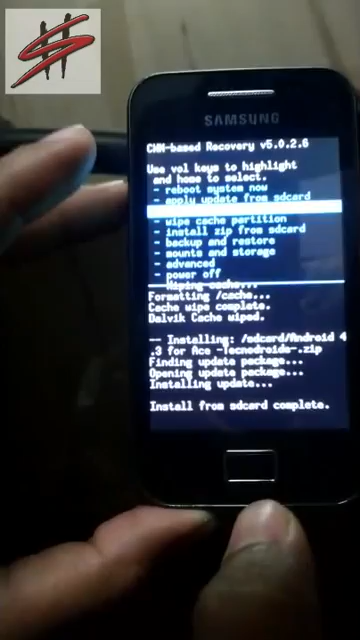 SAMSUNG
CWM-based Recovery v5.0.2.6
Use vol keys to highlight
and home to select.
- reboot system now
- apply update from sdcard
- wipe cache partition
- install zip from sdcard
- backup and restore
- mounts and storage
- advanced
- power off
Wiping cache...
Formatting /cache...
Cache wipe complete.
Dalvik Cache wiped.
-- Installing: /sdcard/Android 4
.3 for Ace -Tecnedroids-.zip
Finding update package...
Opening update package...
Installing update...
Install from sdcard complete.